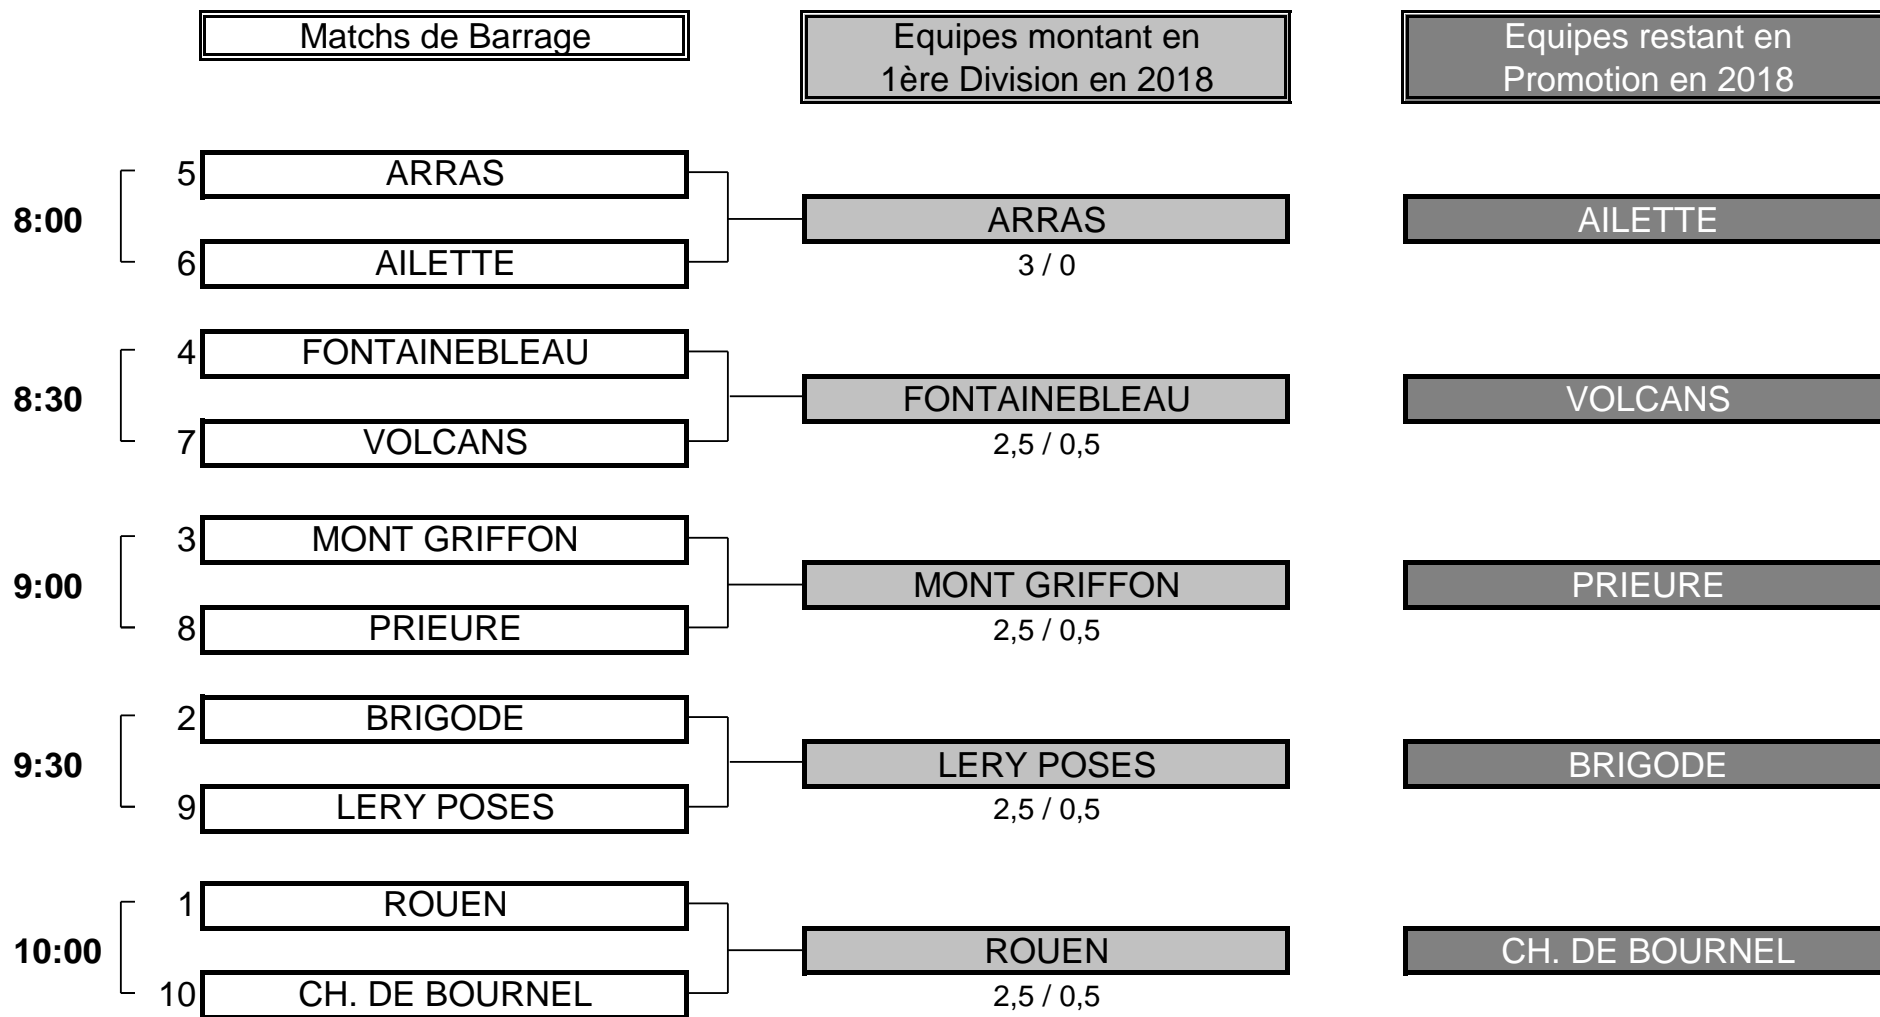 Matchs de Barrage
Equipes montant en
1ère Division en 2018
Equipes restant en
Promotion en 2018
8:00
5 ARRAS
6 AILETTE
ARRAS
3 / 0
AILETTE
8:30
4 FONTAINEBLEAU
7 VOLCANS
FONTAINEBLEAU
2,5 / 0,5
VOLCANS
9:00
3 MONT GRIFFON
8 PRIEURE
MONT GRIFFON
2,5 / 0,5
PRIEURE
9:30
2 BRIGODE
9 LERY POSES
LERY POSES
2,5 / 0,5
BRIGODE
10:00
1 ROUEN
10 CH. DE BOURNEL
ROUEN
2,5 / 0,5
CH. DE BOURNEL